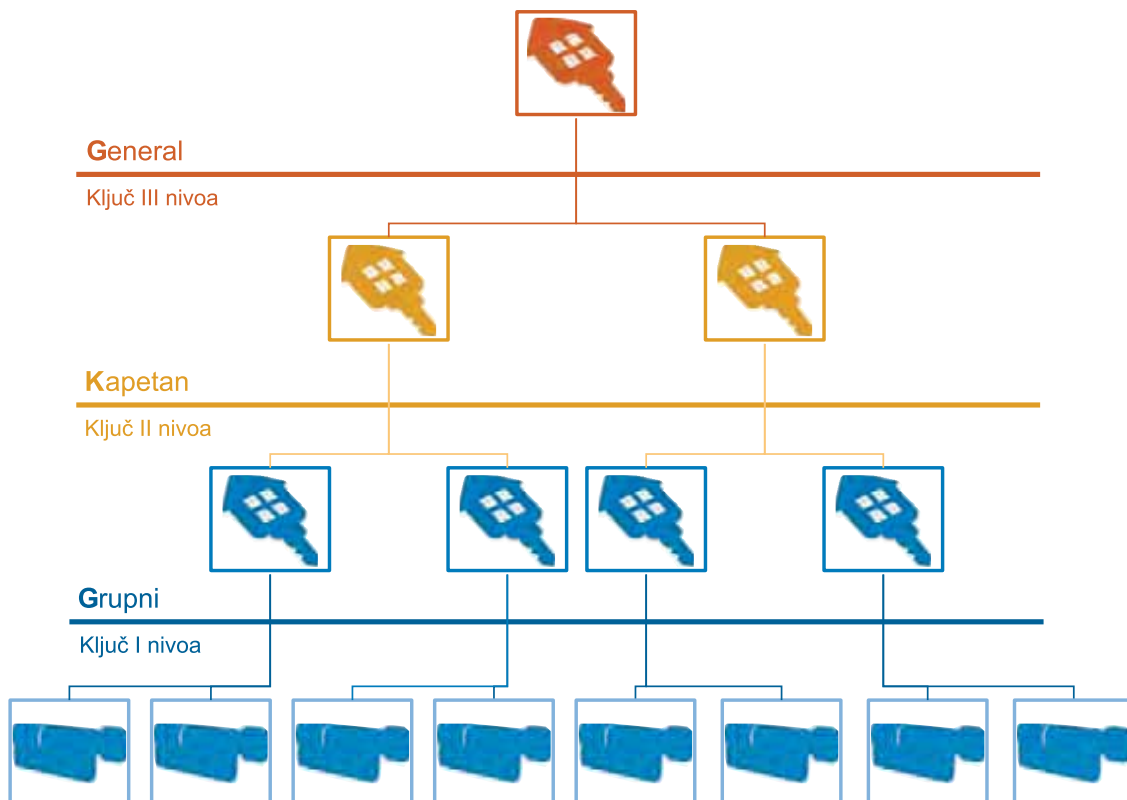 General
Ključ III nivoa
Kapetan
Ključ II nivoa
Grupni
Ključ I nivoa